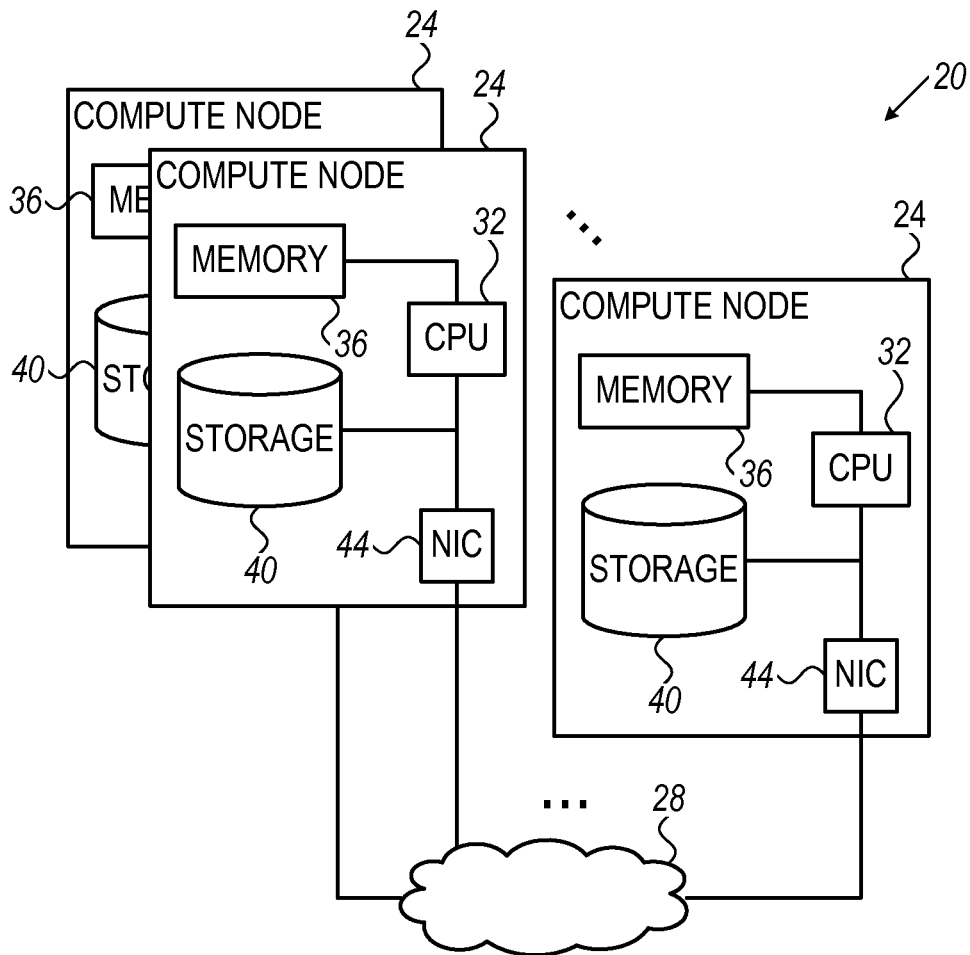 24
24
20
COMPUTE NODE
COMPUTE NODE
36
ME
MEMORY
32
24
COMPUTE NODE
CPU
36
40
STO
STORAGE
MEMORY
32
CPU
36
44
NIC
40
STORAGE
44
NIC
40
28